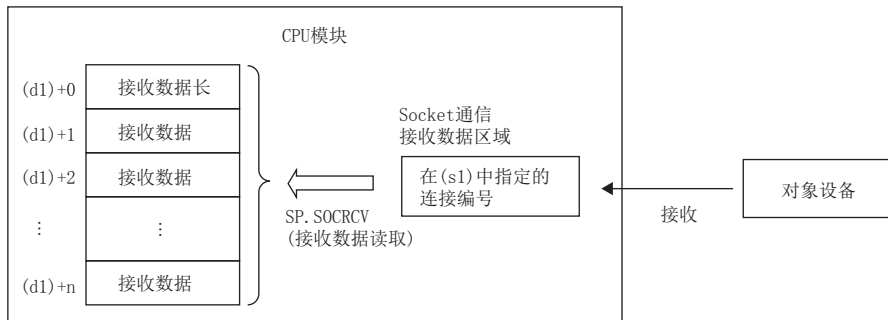 CPU模块
(d1)+0 接收数据长
(d1)+1 接收数据
(d1)+2 接收数据
⋮ ⋮
(d1)+n 接收数据
SP.SOCRCV
(接收数据读取)
Socket通信
接收数据区域
在(s1)中指定的
连接编号
接收
对象设备